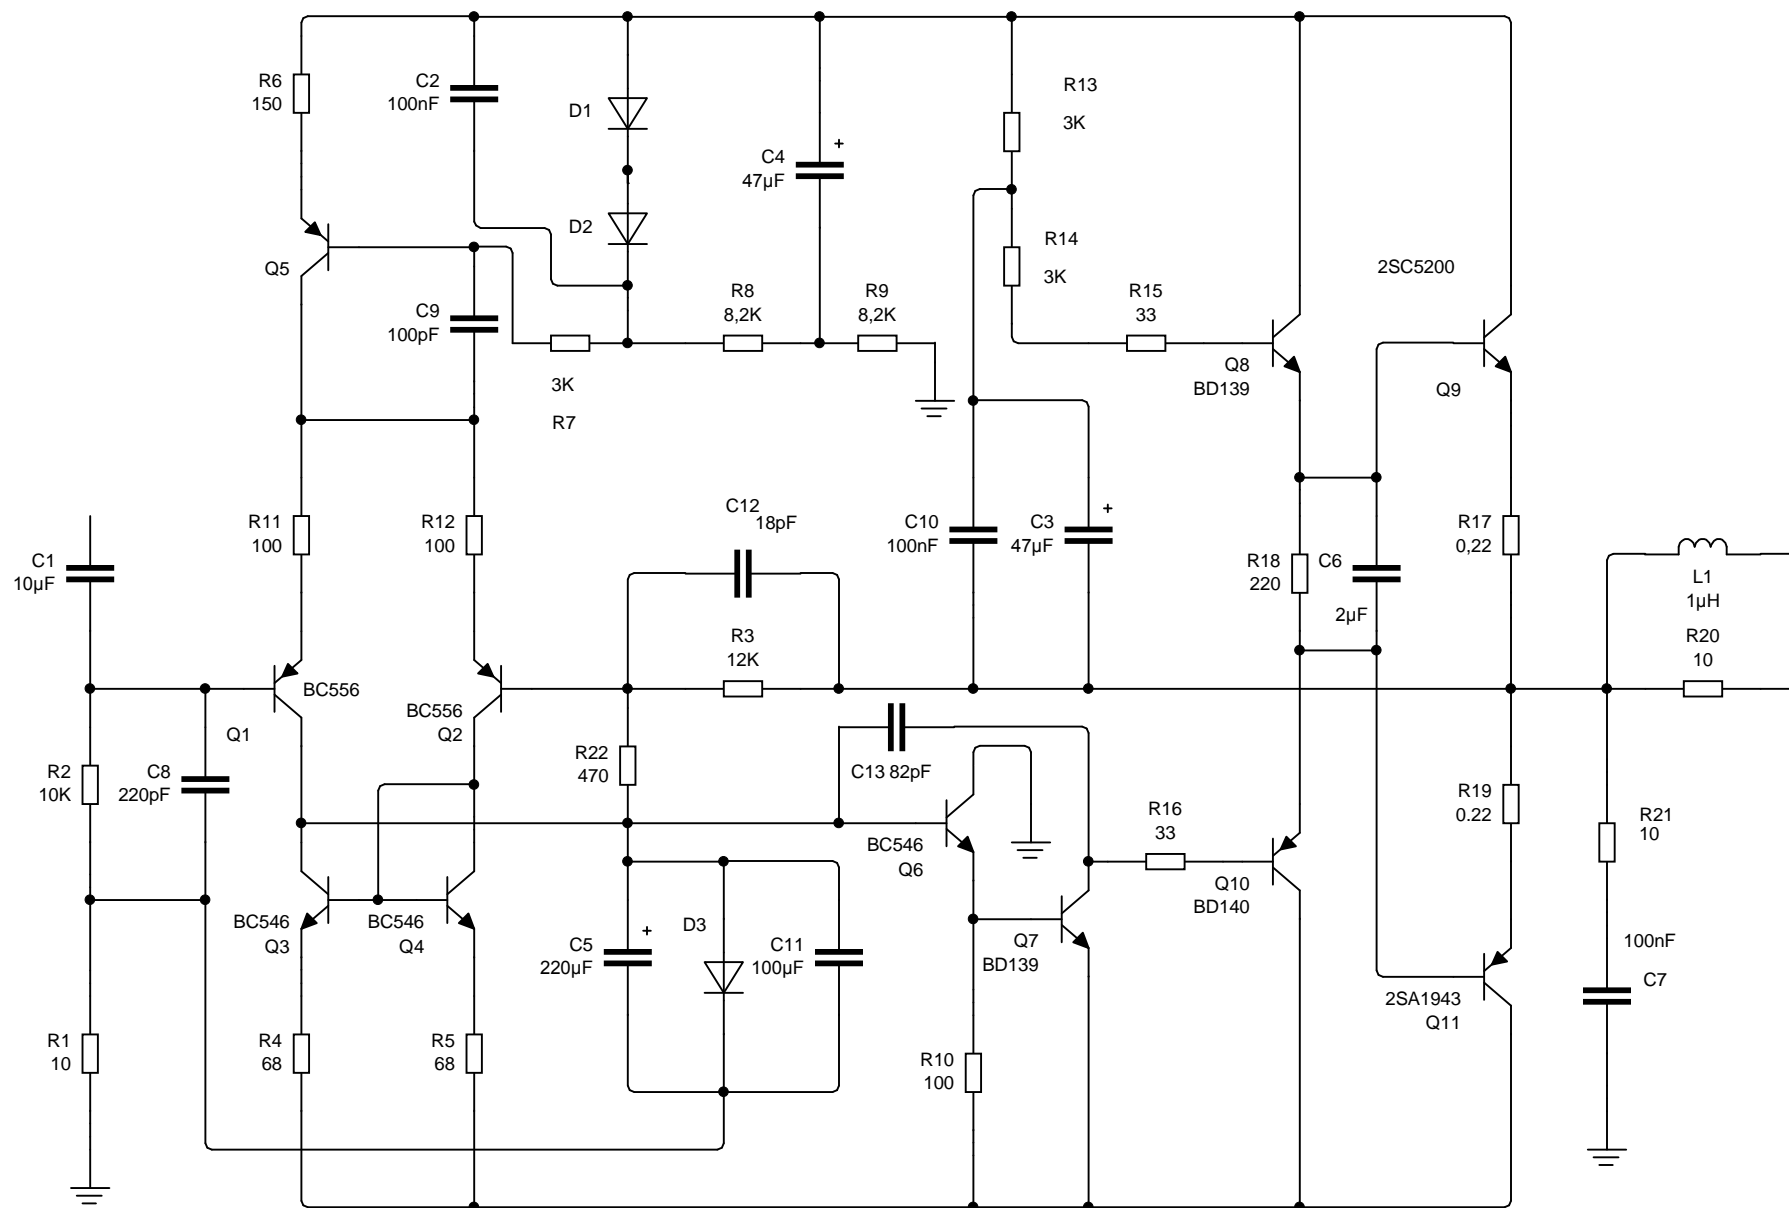 R6
150
C2
100nF
D1
C4
47µF
+
R13
3K
D2
Q5
R14
3K
2SC5200
C9
100pF
R8
8,2K
R9
8,2K
R15
33
Q8
BD139
Q9
3K
R7
C1
10µF
R11
100
R12
100
C12
18pF
C10
100nF
C3
47µF
+
R18
220
C6
2µF
R17
0,22
L1
1µH
R20
10
R3
12K
BC556
Q1
BC556
Q2
R2
10K
C8
220pF
R22
470
C13 82pF
R16
33
R19
0.22
R21
10
BC546
Q6
BC546
Q3
BC546
Q4
Q10
BD140
C5
220µF
+
D3
C11
100µF
Q7
BD139
100nF
C7
2SA1943
Q11
R1
10
R4
68
R5
68
R10
100